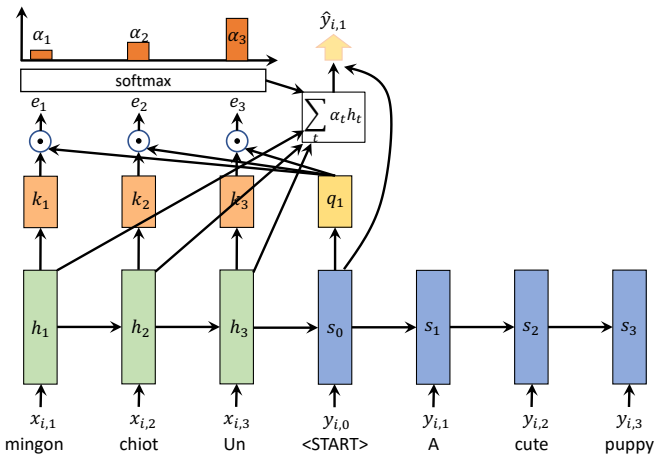 α₁ α₂ α₃ ŷᵢ,₁
softmax
e₁ e₂ e₃ ∑ₜ αₜhₜ
k₁ k₂ k₃ q₁
h₁ h₂ h₃ s₀ s₁ s₂ s₃
xᵢ,₁ xᵢ,₂ xᵢ,₃ yᵢ,₀ yᵢ,₁ yᵢ,₂ yᵢ,₃
mingon chiot Un <START> A cute puppy